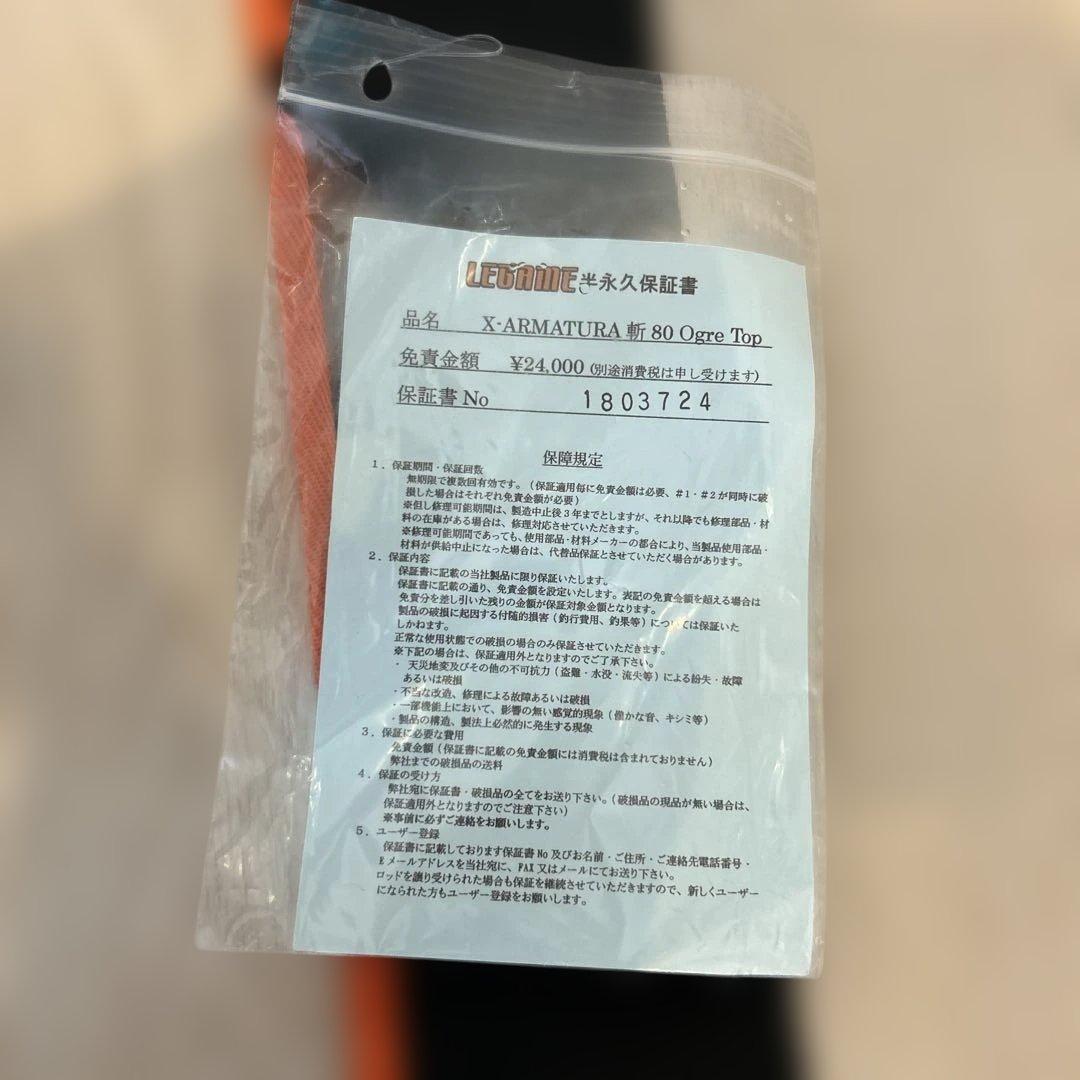 LEGAME半永久保証書
品名 X-ARMATURA 斬 80 Ogre Top
免責金額 ¥24,000 (別途消費税は申し受けます)
保証書 No 1803724
保障規定
1．保証期間・保証回数
無期限で複数回有効です。(保証適用毎に免責金額は必要、#1・#2が同時に破
損した場合はそれぞれ免責金額が必要)
※但し修理可能期間は、製造中止後3年までとしますが、それ以降でも修理部品・材
料の在庫がある場合は、修理対応させていただきます。
※修理可能期間であっても、使用部品・材料メーカーの都合により、当製品使用部品・
材料が供給中止になった場合は、代替品保証とさせていただく場合があります。
2．保証内容
保証書に記載の当社製品に限り保証いたします。
保証書に記載の通り、免責金額を設定いたします。表記の免責金額を超える場合は
免責分を差し引いた残りの金額が保証対象金額となります。
製品の破損に起因する付随的損害(釣行費用、釣果等)については保証いた
しかねます。
正常な使用状態での破損の場合のみ保証させていただきます。
※下記の場合は、保証適用外となりますのでご了承下さい。
・ 天災地変及びその他の不可抗力(盗難・水没・流失等)による紛失・故障
あるいは破損
・不当な改造、修理による故障あるいは破損
・一部機能上において、影響の無い感覚的現象(僅かな音、キシミ等)
・製品の構造、製法上必然的に発生する現象
3．保証に必要な費用
免責金額(保証書に記載の免責金額には消費税は含まれておりません)
弊社までの破損品の送料
4．保証の受け方
弊社宛に保証書・破損品の全てをお送り下さい。(破損品の現品が無い場合は、
保証適用外となりますのでご注意下さい)
※事前に必ずご連絡をお願いします。
5．ユーザー登録
保証書に記載しております保証書 No 及びお名前・ご住所・ご連絡先電話番号・
Eメールアドレスを当社宛に、FAX 又はメールにてお送り下さい。
ロッドを譲り受けられた場合も保証を継続させていただきますので、新しくユーザー
になられた方もユーザー登録をお願いします。